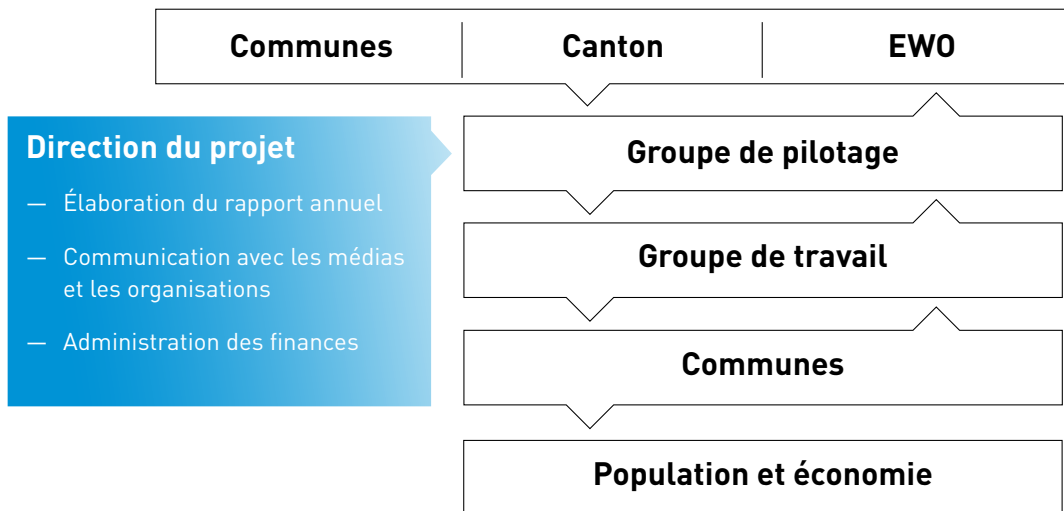 Communes
Canton
EWO
Direction du projet
— Élaboration du rapport annuel
— Communication avec les médias
et les organisations
— Administration des finances
Groupe de pilotage
Groupe de travail
Communes
Population et économie